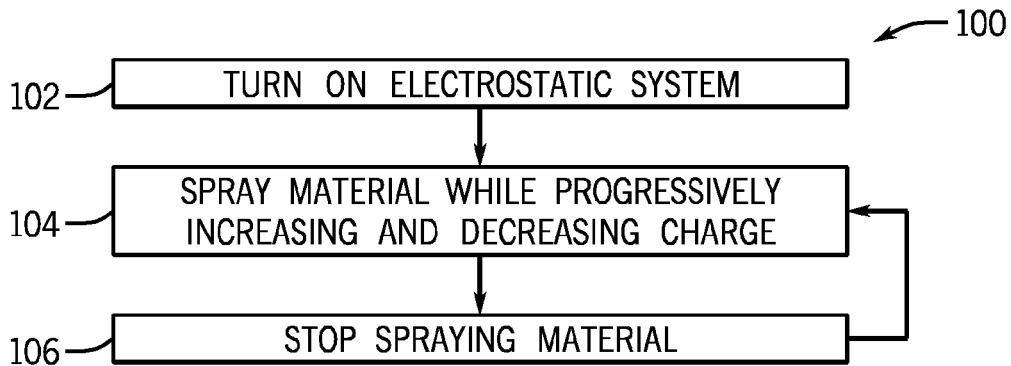 100
102
TURN ON ELECTROSTATIC SYSTEM
104
SPRAY MATERIAL WHILE PROGRESSIVELY
INCREASING AND DECREASING CHARGE
106
STOP SPRAYING MATERIAL